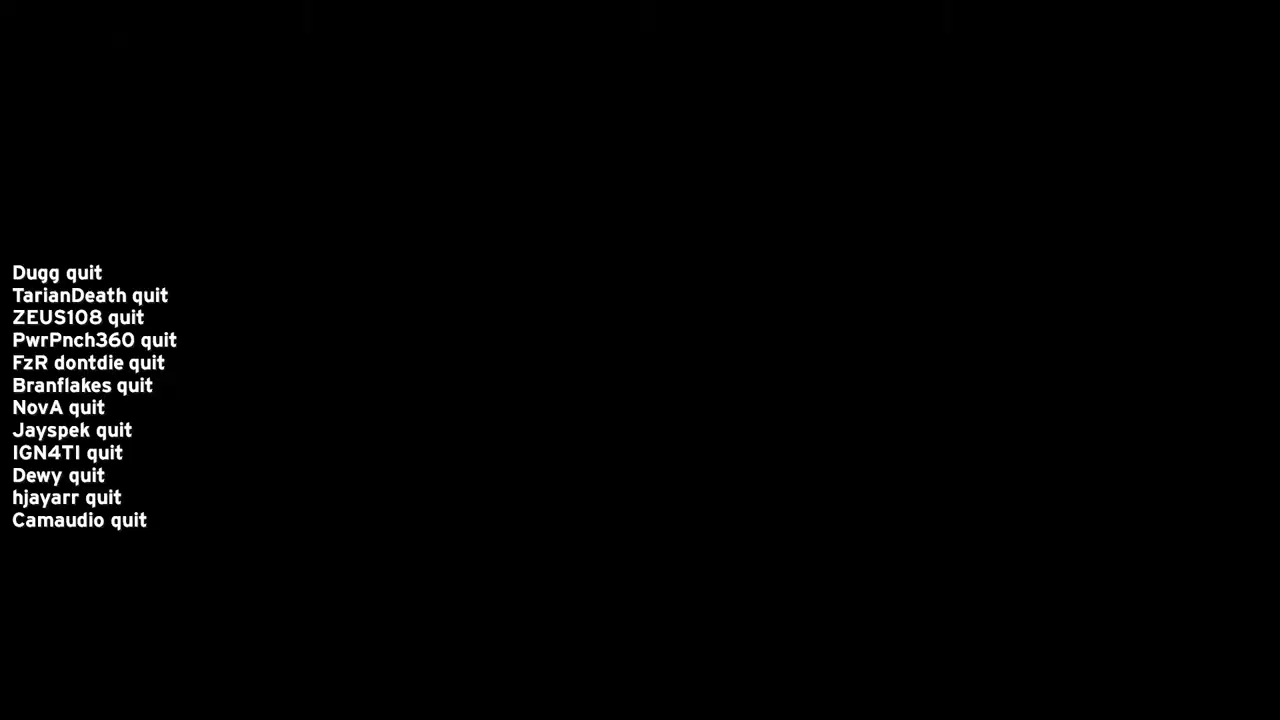 Dugg quit
TarianDeath quit
ZEUS108 quit
PwrPnch360 quit
FzR dontdie quit
Branflakes quit
NovA quit
Jayspek quit
IGN4TI quit
Dewy quit
hjayarr quit
Camaudio quit